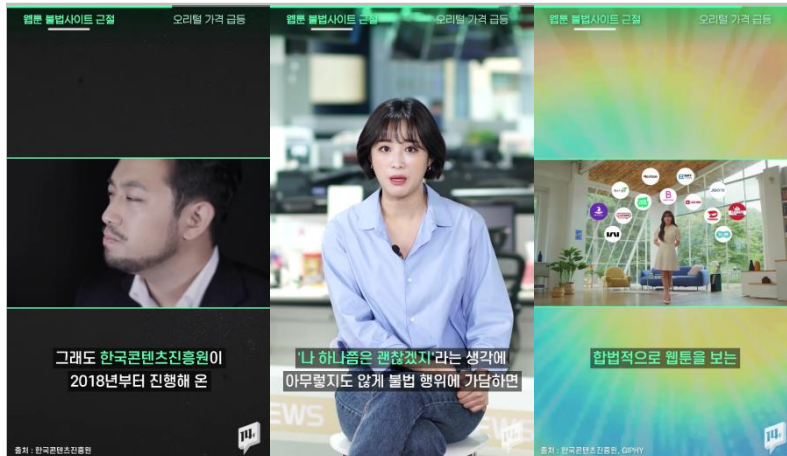 웹툰 불법사이트 근절 오리털 가격 급등
그래도 한국콘텐츠진흥원이
2018년부터 진행해 온
출처 : 한국콘텐츠진흥원
웹툰 불법사이트 근절 오리털 가격 급등
'나 하나쯤은 괜찮겠지'라는 생각에
아무렇지도 않게 불법 행위에 가담하면
EWS
웹툰 불법사이트 근절 오리털 가격 급등
합법적으로 웹툰을 보는
출처 : 한국콘텐츠진흥원, GIPHY